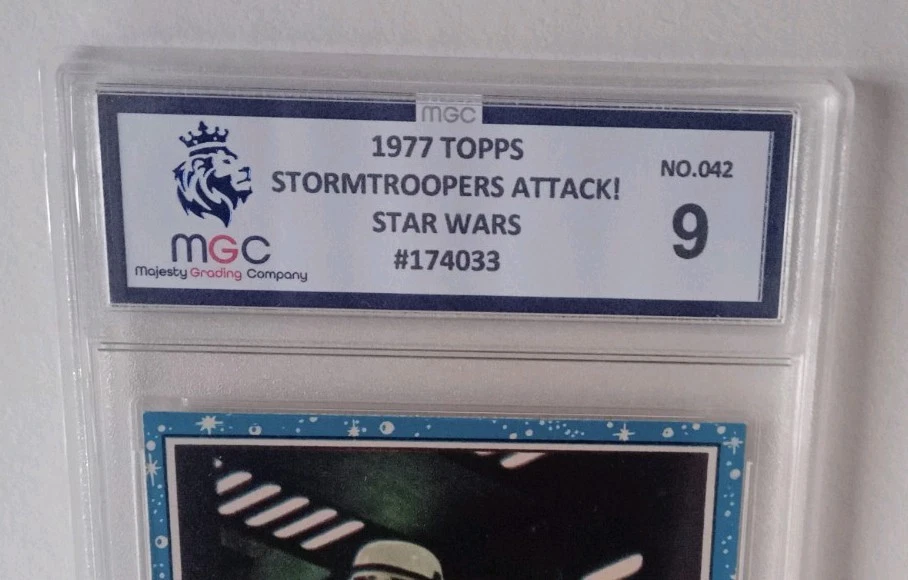 MGC
1977 TOPPS
STORMTROOPERS ATTACK!
STAR WARS
#174033
NO.042
9
MGC
Majesty Grading Company